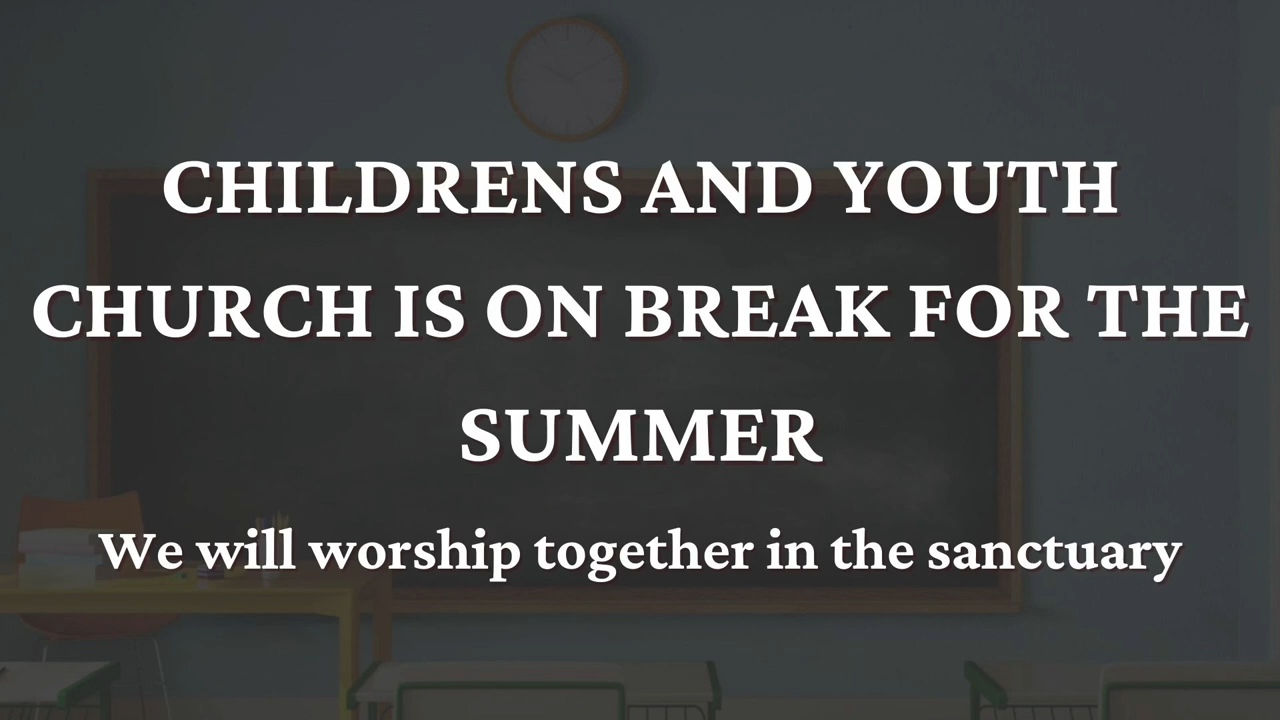 CHILDRENS AND YOUTH
CHURCH IS ON BREAK FOR THE
SUMMER
We will worship together in the sanctuary